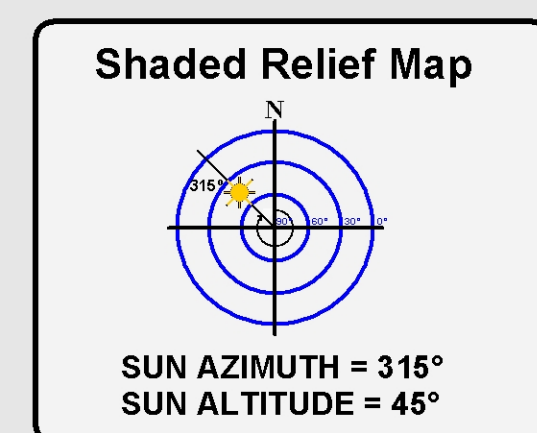 Shaded Relief Map
N
315°
90° 60° 30° 0°
SUN AZIMUTH = 315°
SUN ALTITUDE = 45°